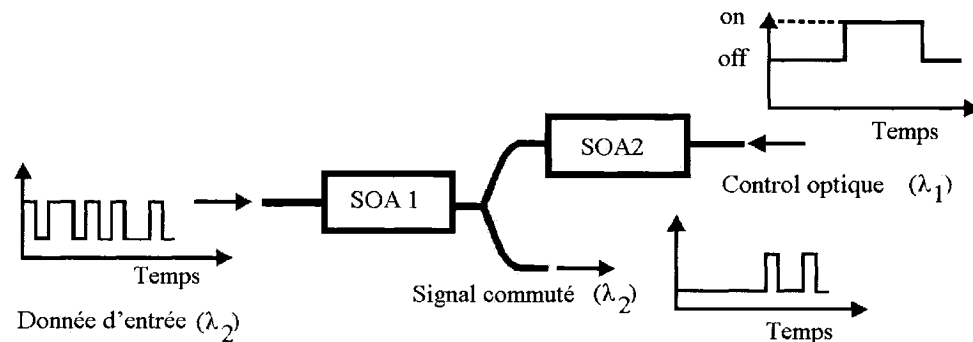 on
off
Temps
SOA2
Control optique (λ1)
SOA 1
Temps
Donnée d'entrée (λ2)
Signal commuté (λ2)
Temps